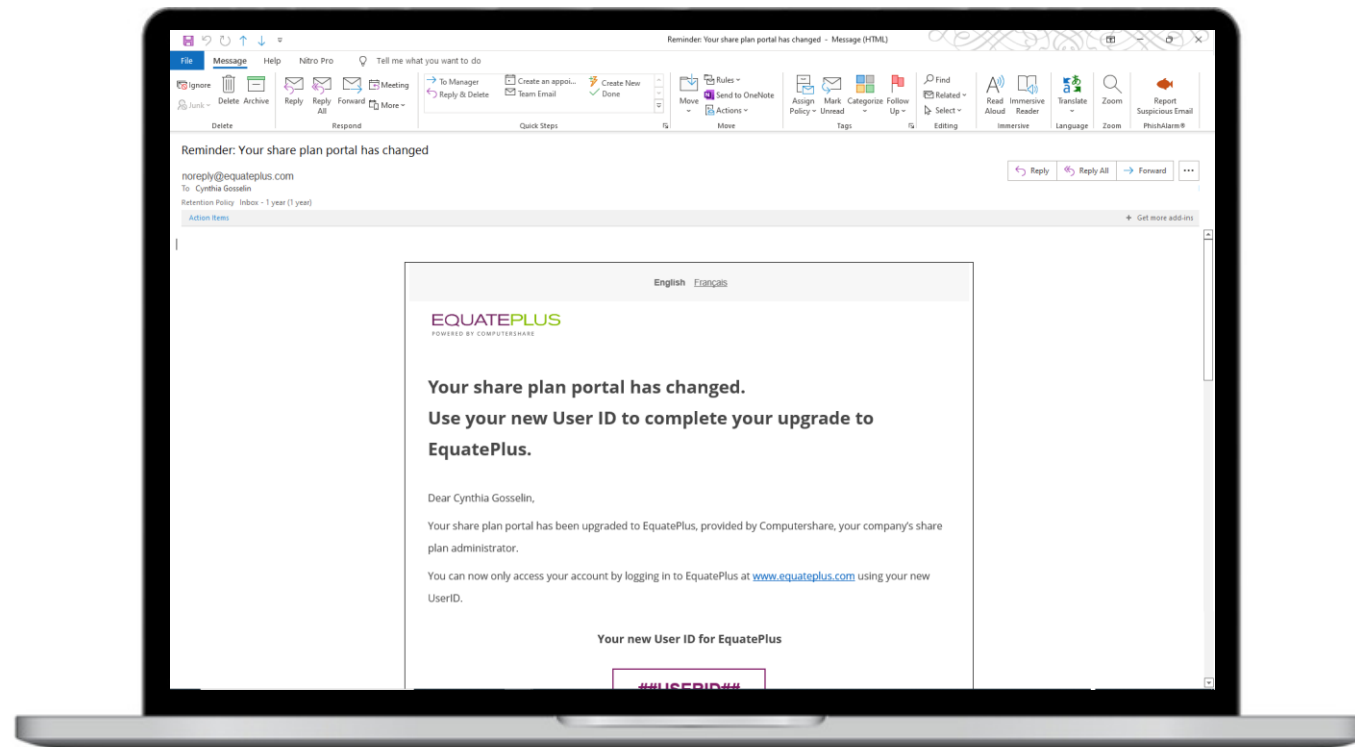 Reminder: Your share plan portal has changed - Message (HTML)
File Message Help Nitro Pro Tell me what you want to do
Ignore
Junk
Delete Archive
Reply Reply All Forward
Meeting
More
To Manager
Reply & Delete
Create an appoi...
Team Email
Create New
Done
Move
Rules
Send to OneNote
Actions
Assign Policy
Mark Unread
Categorize
Follow Up
Find
Related
Select
Read Aloud
Immersive Reader
Translate
Zoom
Report Suspicious Email
Delete Respond Quick Steps Move Tags Editing Immersive Language Zoom PhishAlarm®
Reminder: Your share plan portal has changed
noreply@equateplus.com
To Cynthia Gosselin
Retention Policy Inbox - 1 year (1 year)
Reply Reply All Forward
Action Items
+ Get more add-ins
English Français
EQUATEPLUS
POWERED BY COMPUTERSHARE
Your share plan portal has changed.
Use your new User ID to complete your upgrade to
EquatePlus.
Dear Cynthia Gosselin,
Your share plan portal has been upgraded to EquatePlus, provided by Computershare, your company's share
plan administrator.
You can now only access your account by logging in to EquatePlus at www.equateplus.com using your new
UserID.
Your new User ID for EquatePlus
##USERID##